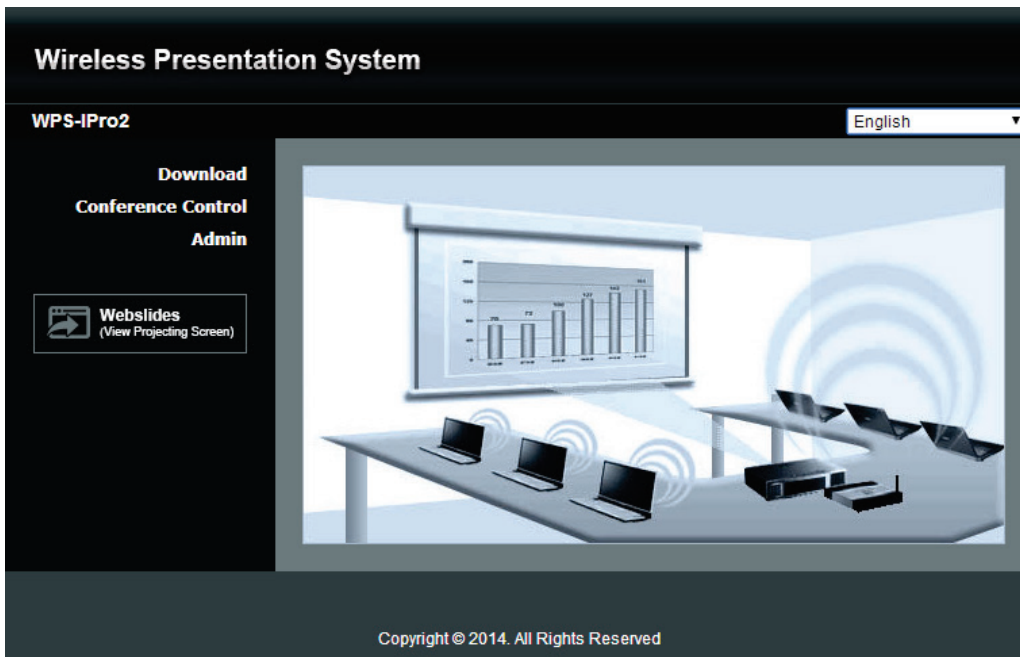 Wireless Presentation System
WPS-IPro2
English
Download
Conference Control
Admin
Webslides
(View Projecting Screen)
Copyright © 2014. All Rights Reserved